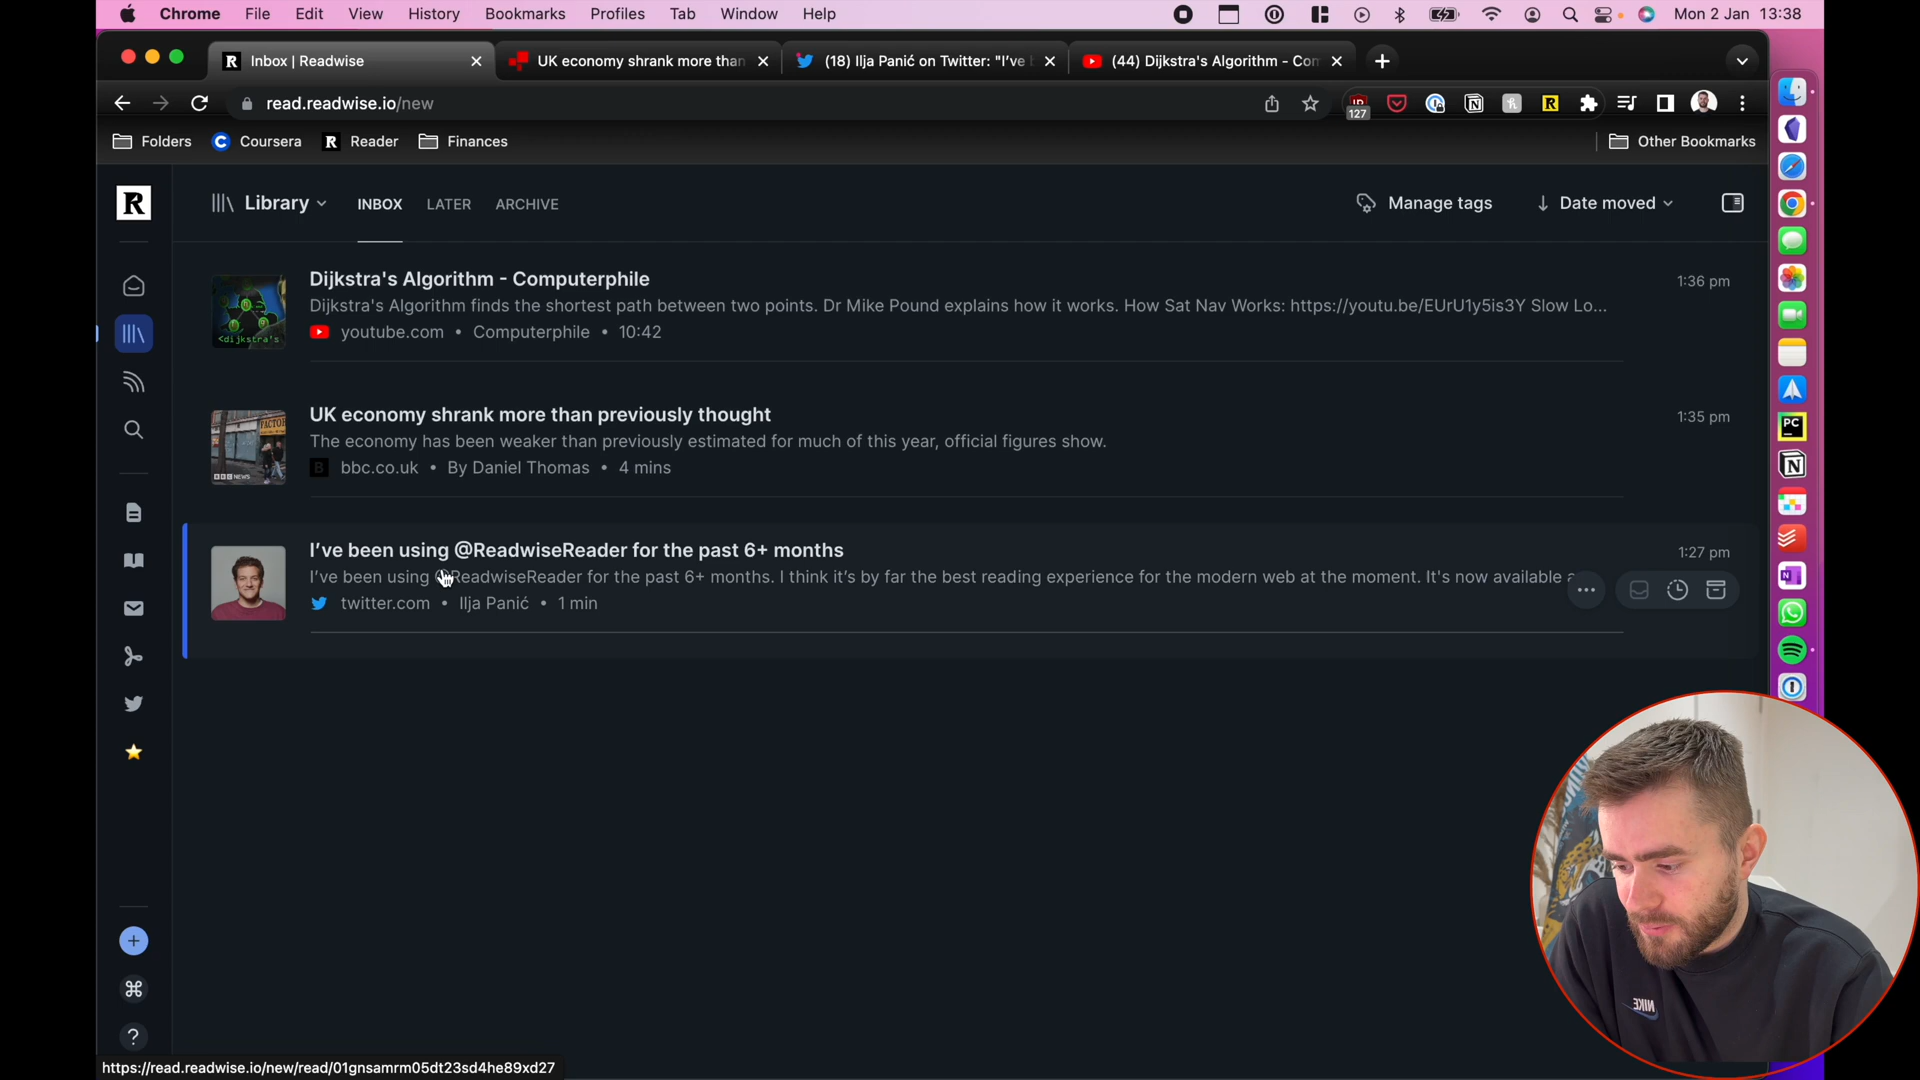 Chrome File Edit View History Bookmarks Profiles Tab Window Help Mon 2 Jan 13:38
R Inbox | Readwise UK economy shrank more than (18) Ilja Panić on Twitter: "I've (44) Dijkstra's Algorithm - Com
read.readwise.io/new 127 R
Folders Coursera R Reader Finances Other Bookmarks
R Library INBOX LATER ARCHIVE Manage tags Date moved
Dijkstra's Algorithm - Computerphile 1:36 pm
Dijkstra's Algorithm finds the shortest path between two points. Dr Mike Pound explains how it works. How Sat Nav Works: https://youtu.be/EUrU1y5is3Y Slow Lo...
<dijkstra's youtube.com • Computerphile • 10:42
UK economy shrank more than previously thought 1:35 pm
FACTO
The economy has been weaker than previously estimated for much of this year, official figures show.
BBC NEWS B bbc.co.uk • By Daniel Thomas • 4 mins
PC
I've been using @ReadwiseReader for the past 6+ months 1:27 pm
I've been using @ReadwiseReader for the past 6+ months. I think it's by far the best reading experience for the modern web at the moment. It's now available
twitter.com • Ilja Panić • 1 min
NIKE
?
https://read.readwise.io/new/read/01gnsamrm05dt23sd4he89xd27